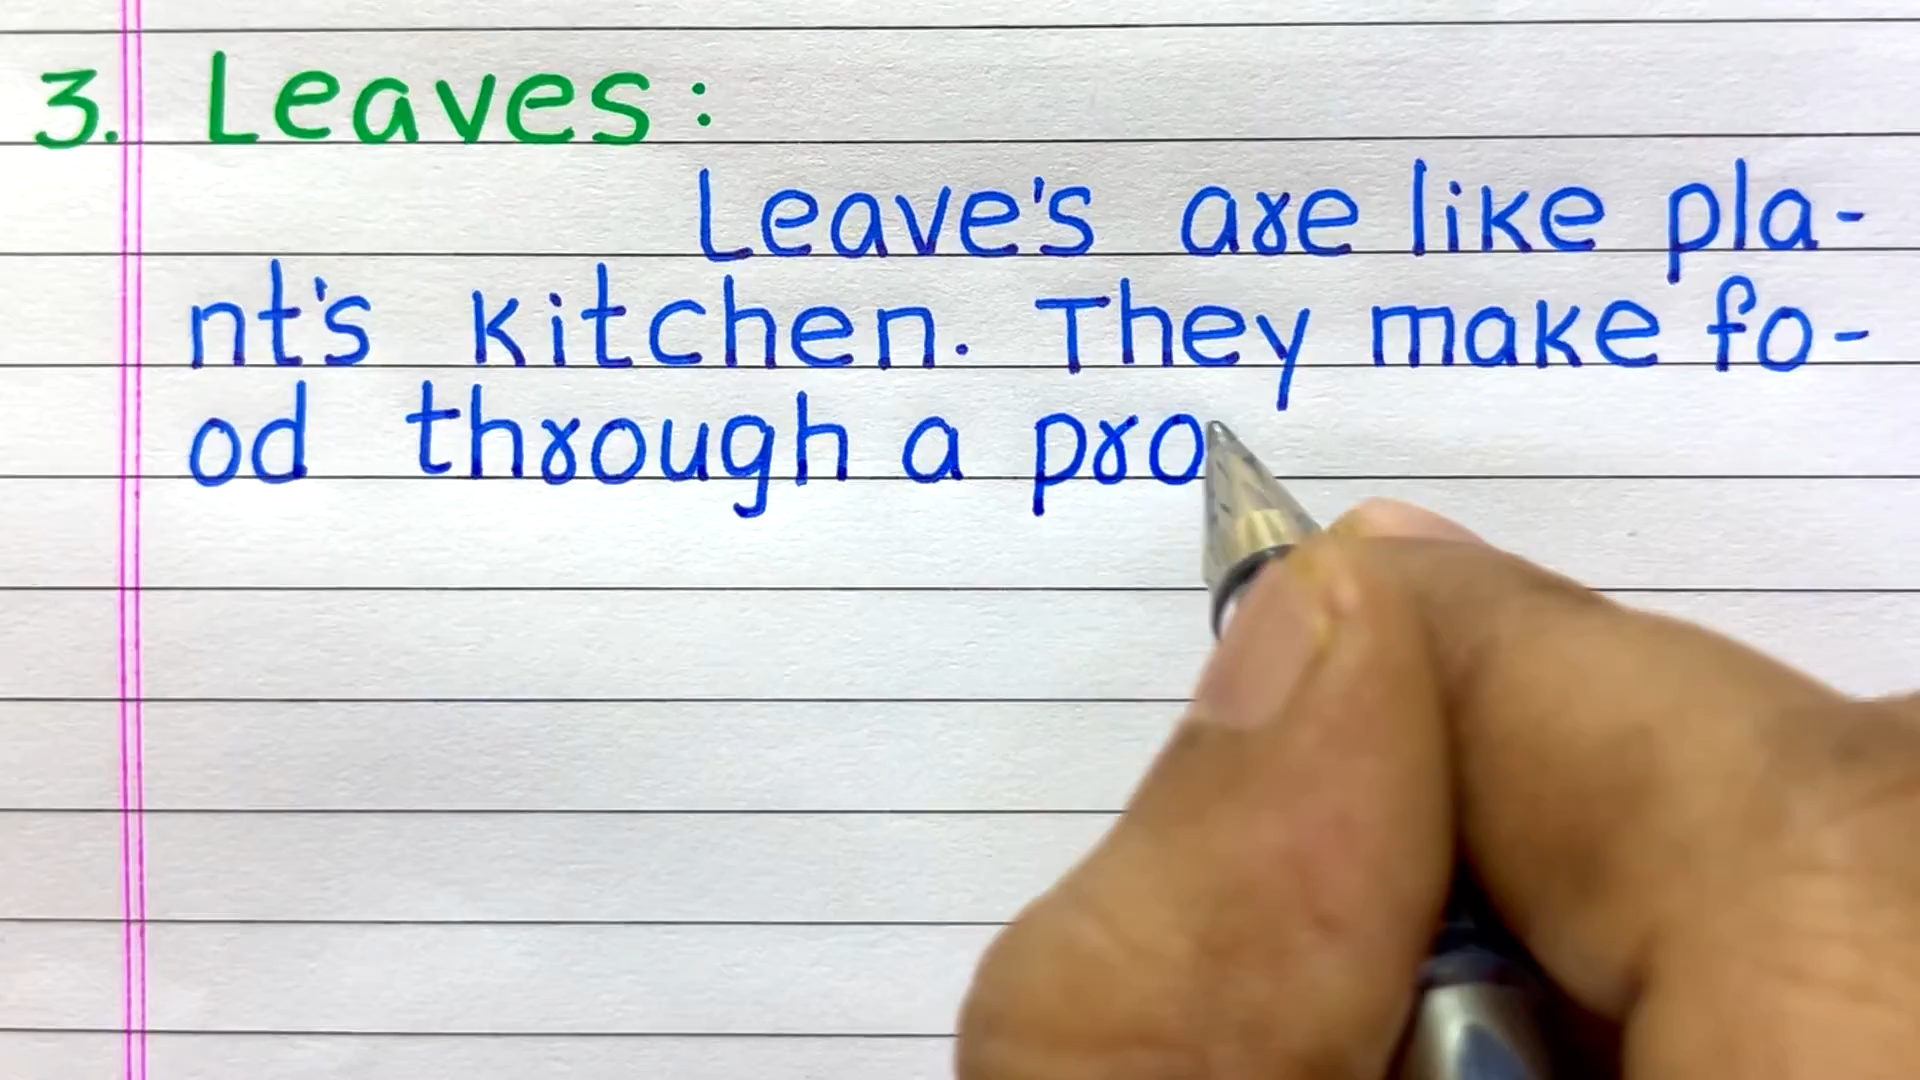 3. Leaves:
Leave's are like pla-
nt's kitchen. They make fo-
od through a pro